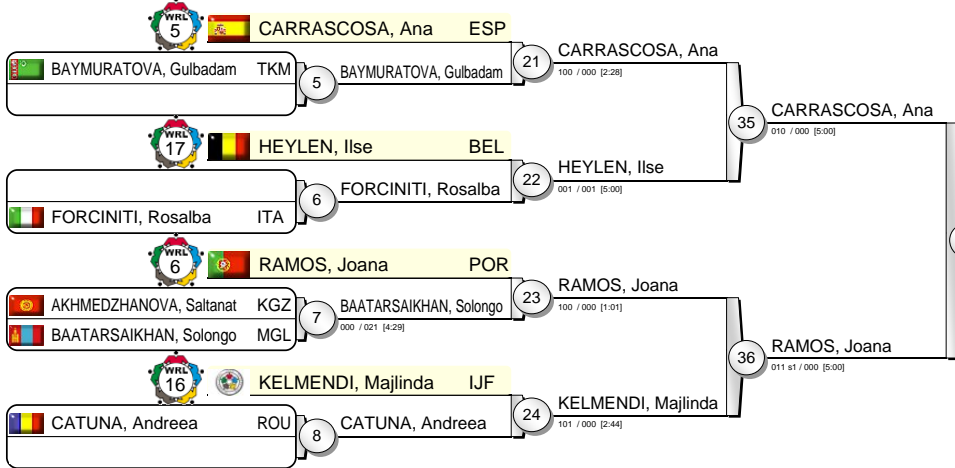 WRL
5
CARRASCOSA, Ana ESP
BAYMURATOVA, Gulbadam TKM
5
BAYMURATOVA, Gulbadam
21
CARRASCOSA, Ana
100 / 000 [2:28]
WRL
17
HEYLEN, Ilse BEL
FORCINITI, Rosalba ITA
6
FORCINITI, Rosalba
22
HEYLEN, Ilse
001 / 001 [5:00]
35
CARRASCOSA, Ana
010 / 000 [5:00]
WRL
6
RAMOS, Joana POR
AKHMEDZHANOVA, Saltanat KGZ
BAATARSAIKHAN, Solongo MGL
7
BAATARSAIKHAN, Solongo
000 / 021 [4:29]
23
RAMOS, Joana
100 / 000 [1:01]
WRL
16
KELMENDI, Majlinda IJF
CATUNA, Andreea ROU
8
CATUNA, Andreea
24
KELMENDI, Majlinda
101 / 000 [2:44]
36
RAMOS, Joana
011 s1 / 000 [5:00]